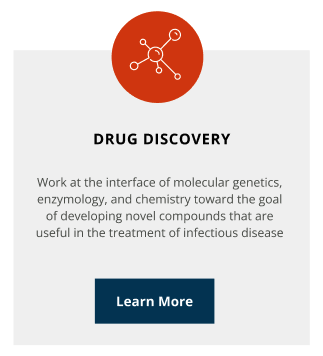 DRUG DISCOVERY
Work at the interface of molecular genetics,
enzymology, and chemistry toward the goal
of developing novel compounds that are
useful in the treatment of infectious disease
Learn More